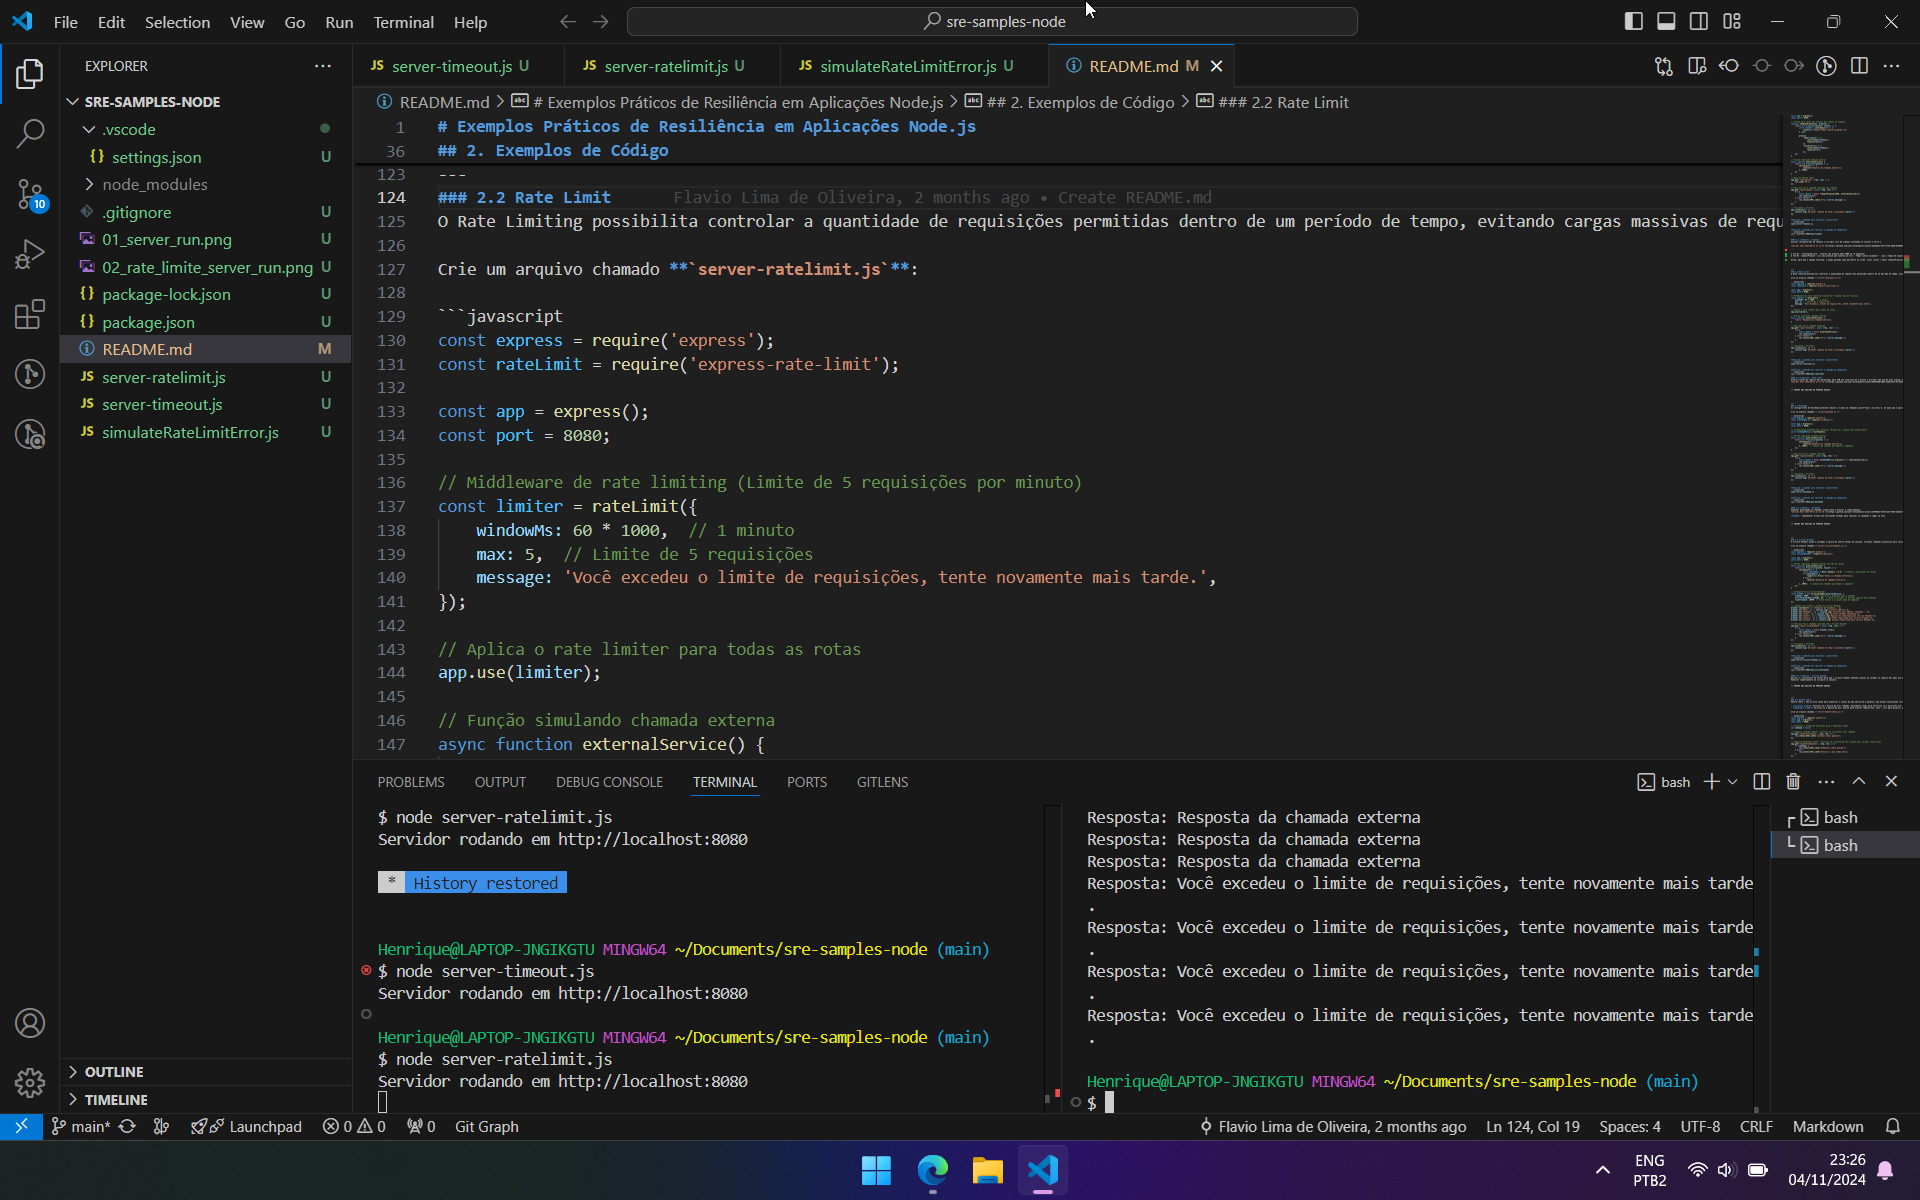 File Edit Selection View Go Run Terminal Help
sre-samples-node
EXPLORER
SRE-SAMPLES-NODE
.vscode
settings.json U
node_modules
.gitignore U
01_server_run.png U
02_rate_limite_server_run.png U
package-lock.json U
package.json U
README.md M
server-ratelimit.js U
server-timeout.js U
simulateRateLimitError.js U
OUTLINE
TIMELINE
10
JS server-timeout.js U
JS server-ratelimit.js U
JS simulateRateLimitError.js U
README.md M
README.md > # Exemplos Práticos de Resiliência em Aplicações Node.js > ## 2. Exemplos de Código > ### 2.2 Rate Limit
1 # Exemplos Práticos de Resiliência em Aplicações Node.js
36 ## 2. Exemplos de Código
123 ---
124 ### 2.2 Rate Limit Flavio Lima de Oliveira, 2 months ago • Create README.md
125 O Rate Limiting possibilita controlar a quantidade de requisições permitidas dentro de um período de tempo, evitando cargas massivas de requ
126
127 Crie um arquivo chamado **`server-ratelimit.js`**:
128
129 ```javascript
130 const express = require('express');
131 const rateLimit = require('express-rate-limit');
132
133 const app = express();
134 const port = 8080;
135
136 // Middleware de rate limiting (Limite de 5 requisições por minuto)
137 const limiter = rateLimit({
138 windowMs: 60 * 1000, // 1 minuto
139 max: 5, // Limite de 5 requisições
140 message: 'Você excedeu o limite de requisições, tente novamente mais tarde.',
141 });
142
143 // Aplica o rate limiter para todas as rotas
144 app.use(limiter);
145
146 // Função simulando chamada externa
147 async function externalService() {
PROBLEMS OUTPUT DEBUG CONSOLE TERMINAL PORTS GITLENS
bash
$ node server-ratelimit.js
Servidor rodando em http://localhost:8080
* History restored
Henrique@LAPTOP-JNGIKGTU MINGW64 ~/Documents/sre-samples-node (main)
$ node server-timeout.js
Servidor rodando em http://localhost:8080
Henrique@LAPTOP-JNGIKGTU MINGW64 ~/Documents/sre-samples-node (main)
$ node server-ratelimit.js
Servidor rodando em http://localhost:8080
Resposta: Resposta da chamada externa
Resposta: Resposta da chamada externa
Resposta: Resposta da chamada externa
Resposta: Você excedeu o limite de requisições, tente novamente mais tarde
.
Resposta: Você excedeu o limite de requisições, tente novamente mais tarde
.
Resposta: Você excedeu o limite de requisições, tente novamente mais tarde
.
Resposta: Você excedeu o limite de requisições, tente novamente mais tarde
.
Henrique@LAPTOP-JNGIKGTU MINGW64 ~/Documents/sre-samples-node (main)
$
bash
bash
main* Launchpad 0 0 0 Git Graph
Flavio Lima de Oliveira, 2 months ago Ln 124, Col 19 Spaces: 4 UTF-8 CRLF Markdown
ENG
PTB2
23:26
04/11/2024